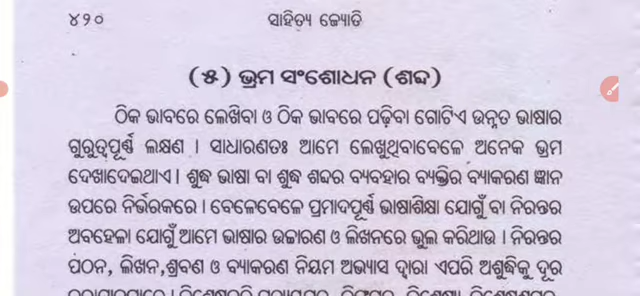 ୪୨୦ ସାହିତ୍ୟ ଜ୍ୟୋତି
(୫) ଭ୍ରମ ସଂଶୋଧନ (ଶବ୍ଦ)
ଠିକ ଭାବରେ ଲେଖିବା ଓ ଠିକ ଭାବରେ ପଢ଼ିବା ଗୋଟିଏ ଉନ୍ନତ ଭାଷାର
ଗୁରୁତ୍ୱପୂର୍ଣ୍ଣ ଲକ୍ଷଣ । ସାଧାରଣତଃ ଆମେ ଲେଖୁଥିବାବେଳେ ଅନେକ ଭ୍ରମ
ଦେଖାଦେଇଥାଏ। ଶୁଦ୍ଧ ଭାଷା ବା ଶୁଦ୍ଧ ଶବ୍ଦର ବ୍ୟବହାର ବ୍ୟକ୍ତିର ବ୍ୟାକରଣ ଜ୍ଞାନ
ଉପରେ ନିର୍ଭରକରେ । ବେଳେବେଳେ ପ୍ରମାଦପୂର୍ଣ୍ଣ ଭାଷାଶିକ୍ଷା ଯୋଗୁଁ ବା ନିରନ୍ତର
ଅବହେଳା ଯୋଗୁଁ ଆମେ ଭାଷାର ଉଚ୍ଚାରଣ ଓ ଲିଖନରେ ଭୁଲ କରିଥାଉ । ନିରନ୍ତର
ପଠନ, ଲିଖନ,ଶ୍ରବଣ ଓ ବ୍ୟାକରଣ ନିୟମ ଅଭ୍ୟାସ ଦ୍ୱାରା ଏପରି ଅଶୁଦ୍ଧିକୁ ଦୂର